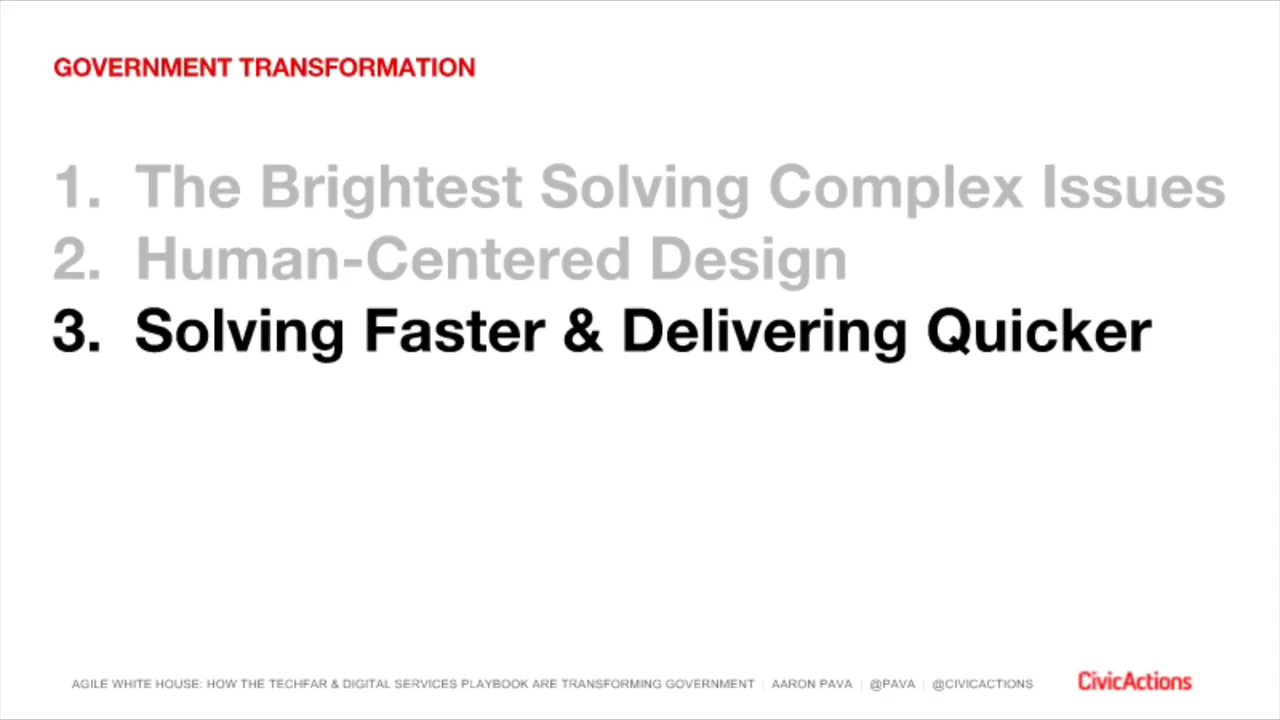 GOVERNMENT TRANSFORMATION
1. The Brightest Solving Complex Issues
2. Human-Centered Design
3. Solving Faster & Delivering Quicker
AGILE WHITE HOUSE: HOW THE TECHFAR & DIGITAL SERVICES PLAYBOOK ARE TRANSFORMING GOVERNMENT | AARON PAVA | @PAVA | @CIVICACTIONS
CivicActions